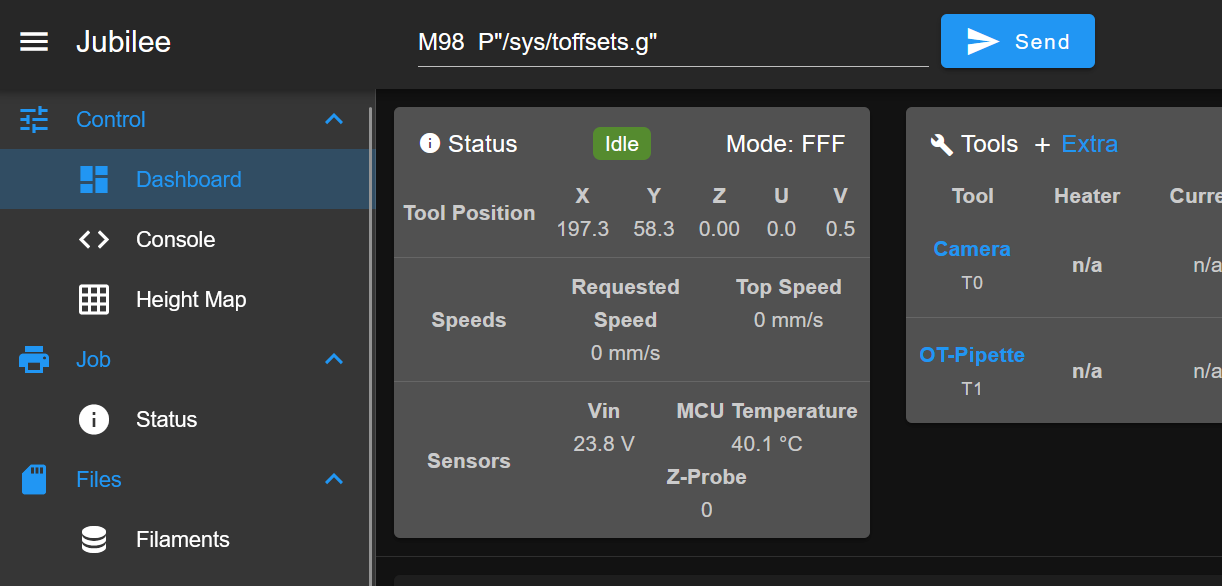 Jubilee
M98  P"/sys/toffsets.g"
Send
Control
Dashboard
Console
Height Map
Job
Status
Files
Filaments
Status
Idle
Mode: FFF
Tool Position
X Y Z U V
197.3 58.3 0.00 0.0 0.5
Speeds
Requested
Speed
0 mm/s
Top Speed
0 mm/s
Sensors
Vin
23.8 V
MCU Temperature
40.1 °C
Z-Probe
0
Tools + Extra
Tool Heater Curre
Camera
T0
n/a n/a
OT-Pipette
T1
n/a n/a